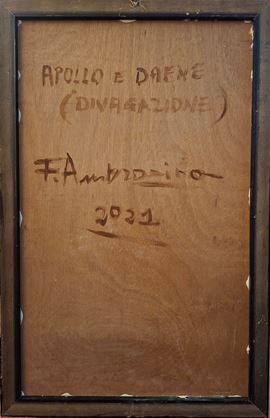 APOLLO E DAFNE
(DIVAGAZIONE)
F. Ambrosino
2021